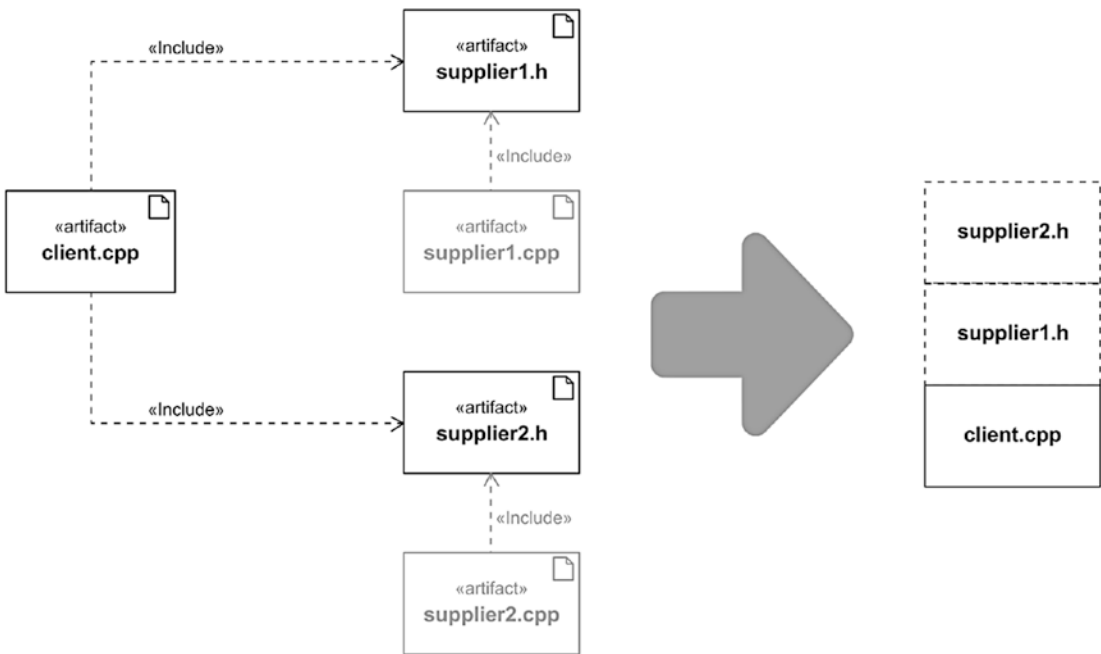 «Include»
«artifact»
supplier1.h
«Include»
«artifact»
client.cpp
«artifact»
supplier1.cpp
«Include»
«artifact»
supplier2.h
«Include»
«artifact»
supplier2.cpp
supplier2.h
supplier1.h
client.cpp